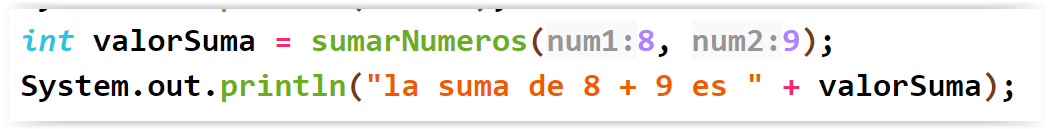 int valorSuma = sumarNumeros(num1:8, num2:9);
System.out.println("la suma de 8 + 9 es " + valorSuma);